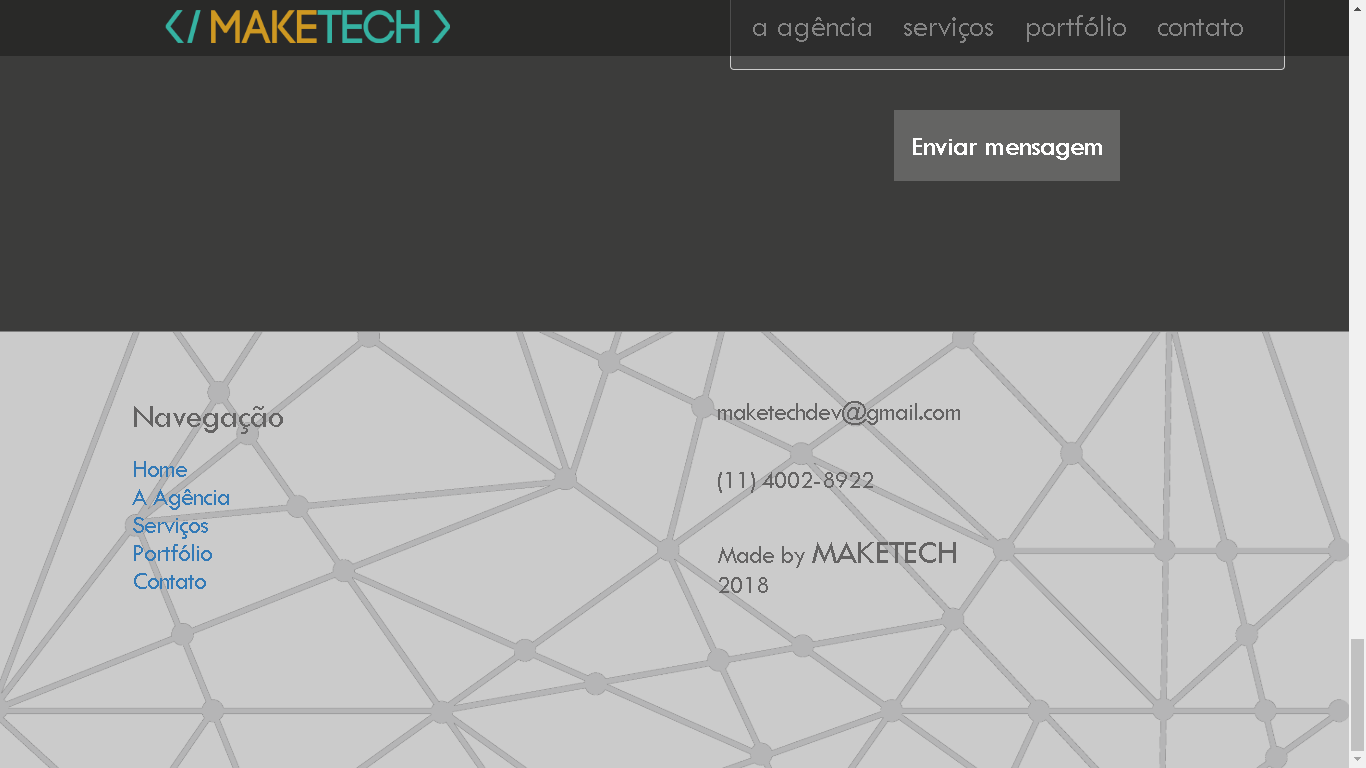 </ MAKETECH >
a agência serviços portfólio contato
Enviar mensagem
Navegação
Home
A Agência
Serviços
Portfólio
Contato
maketechdev@gmail.com
(11) 4002-8922
Made by MAKETECH
2018